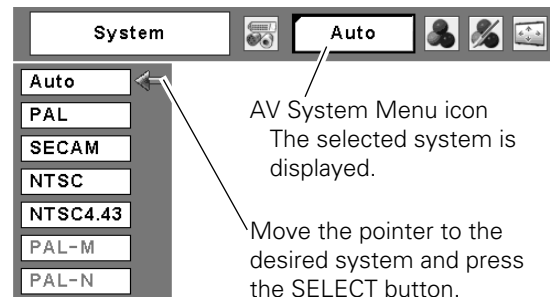 System
Auto
Auto
PAL
SECAM
NTSC
NTSC4.43
PAL-M
PAL-N
AV System Menu icon
The selected system is
displayed.
Move the pointer to the
desired system and press
the SELECT button.